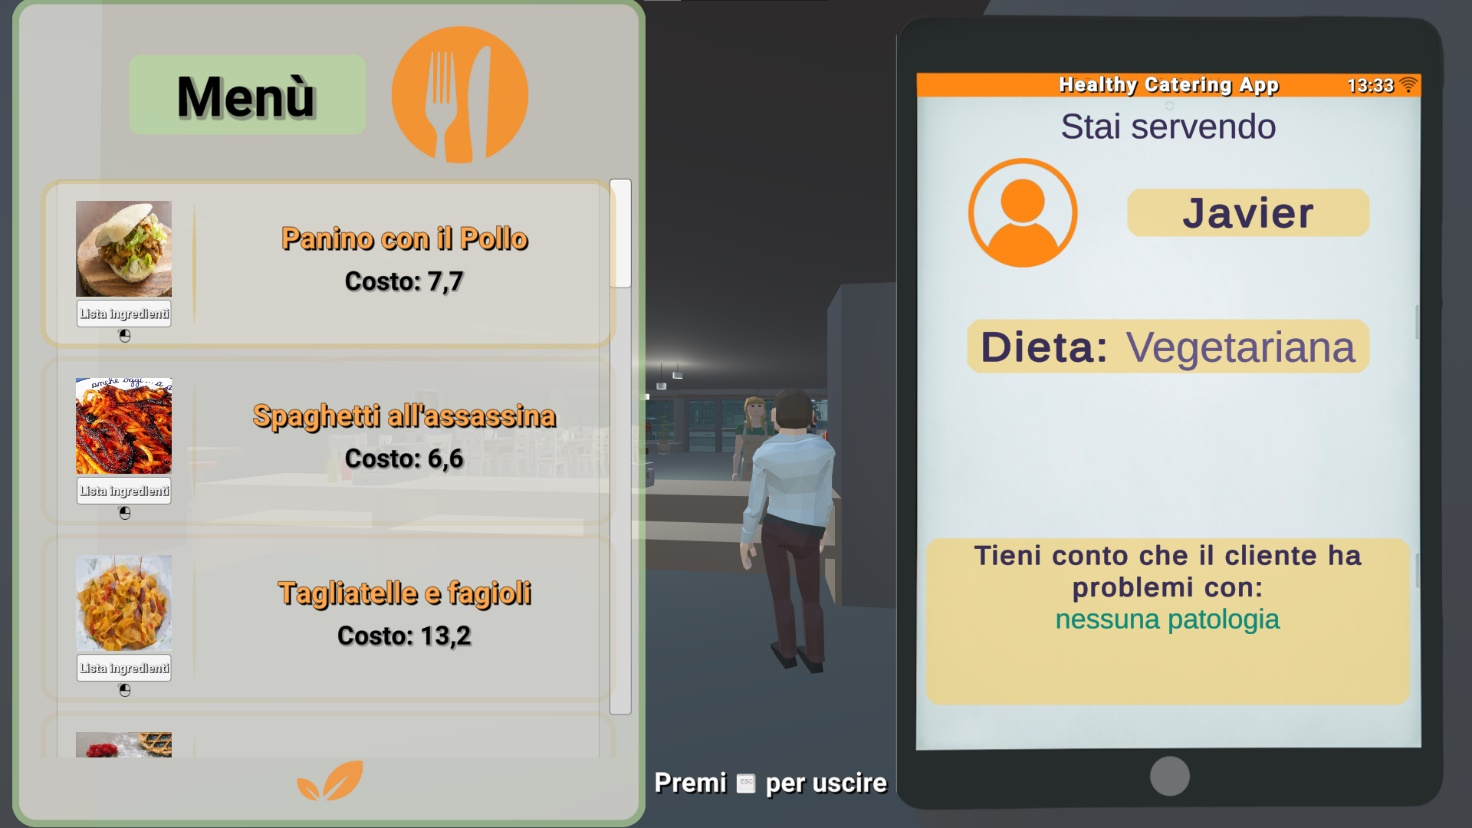 Menù
Panino con il Pollo
Costo: 7,7
Lista ingredienti
Spaghetti all'assassina
Costo: 6,6
Lista ingredienti
Tagliatelle e fagioli
Costo: 13,2
Lista ingredienti
Premi ESC per uscire
Healthy Catering App 13:33
Stai servendo
Javier
Dieta: Vegetariana
Tieni conto che il cliente ha
problemi con:
nessuna patologia